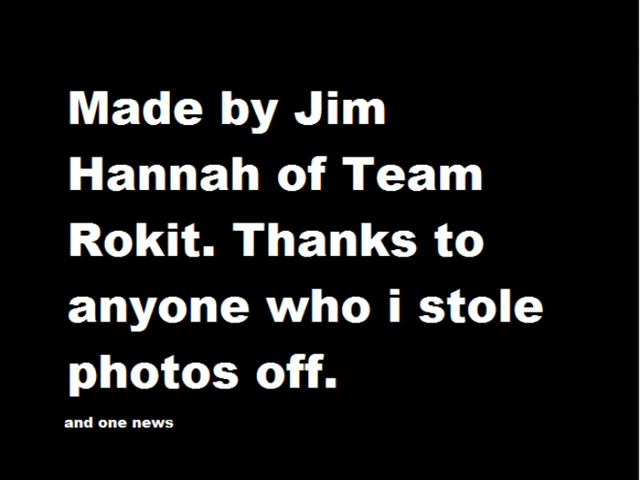 Made by Jim
Hannah of Team
Rokit. Thanks to
anyone who i stole
photos off.
and one news